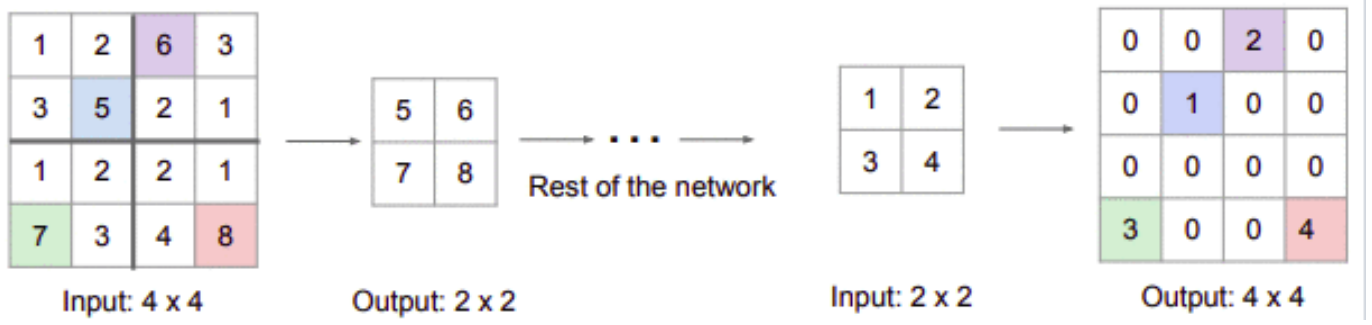 1 2 6 3
3 5 2 1
1 2 2 1
7 3 4 8
Input: 4 x 4
5 6
7 8
Output: 2 x 2
...
Rest of the network
1 2
3 4
Input: 2 x 2
0 0 2 0
0 1 0 0
0 0 0 0
3 0 0 4
Output: 4 x 4